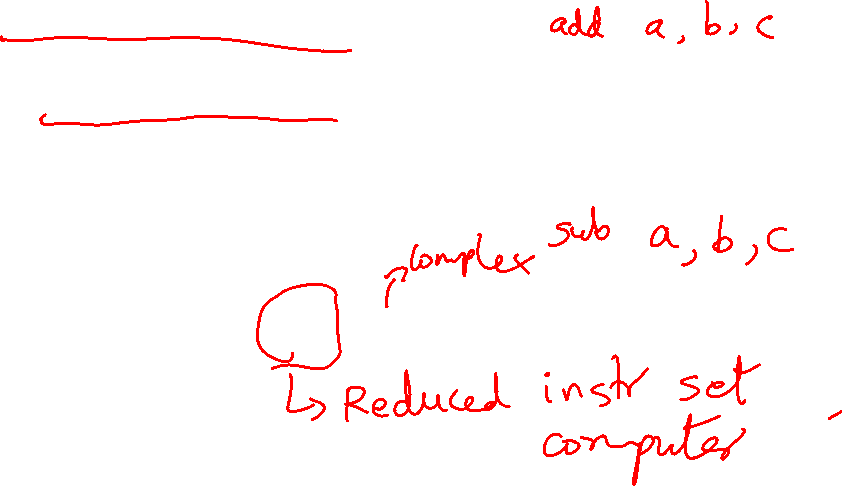 add a, b, c
sub a, b, c
complex
Reduced instr set
computer